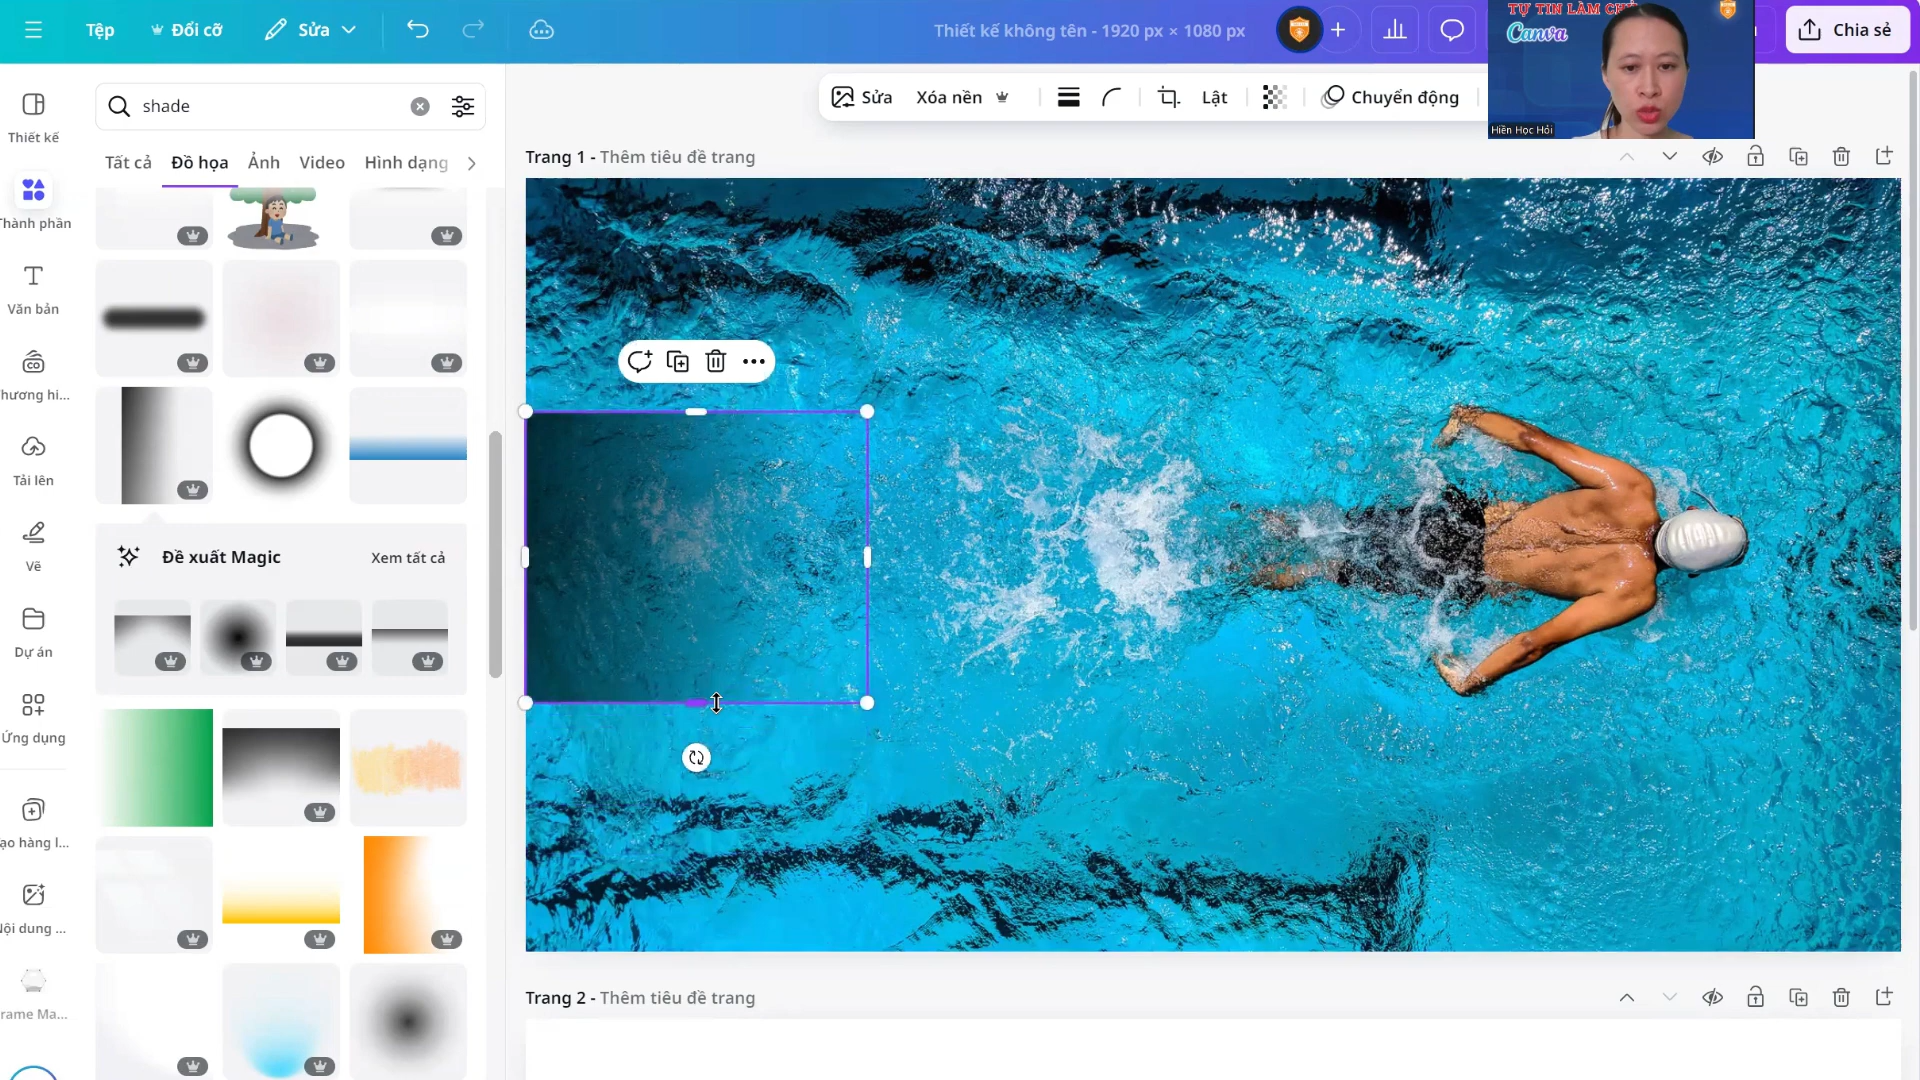 Tệp
Đổi cỡ
Sửa
Thiết kế không tên - 1920 px × 1080 px
Chia sẻ
TỰ TIN LÀM CHỦ
Canva
Hiền Học Hỏi
shade
Sửa
Xóa nền
Lật
Chuyển động
Thiết kế
Thành phần
Văn bản
hương hi...
Tải lên
Vẽ
Dự án
Ứng dụng
ạo hàng l...
Nội dung ...
rame Ma...
Tất cả
Đồ họa
Ảnh
Video
Hình dạng
Đề xuất Magic
Xem tất cả
Trang 1 - Thêm tiêu đề trang
Trang 2 - Thêm tiêu đề trang